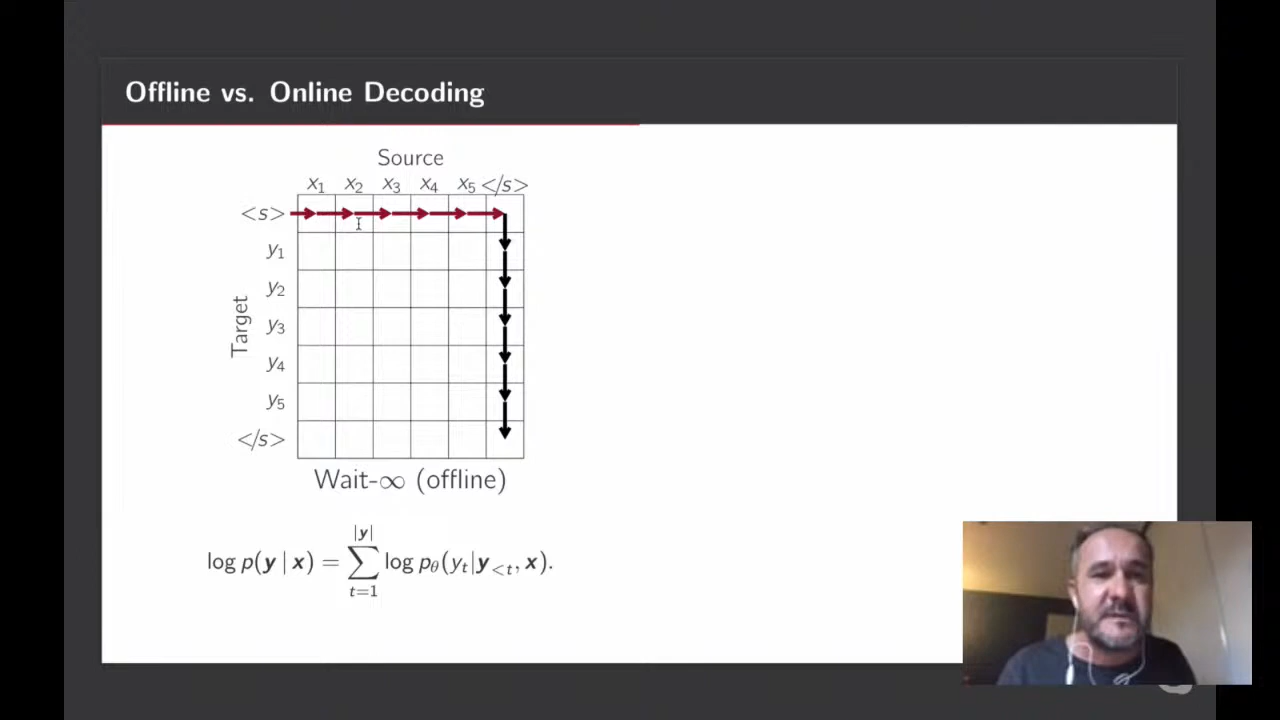 Offline vs. Online Decoding
Source
x₁ x₂ x₃ x₄ x₅ </s>
<s>
y₁
y₂
y₃
y₄
y₅
</s>
Target
Wait-∞ (offline)
log p(y | x) = ∑_{t=1}^{|y|} log p_θ(y_t|y_{<t}, x).